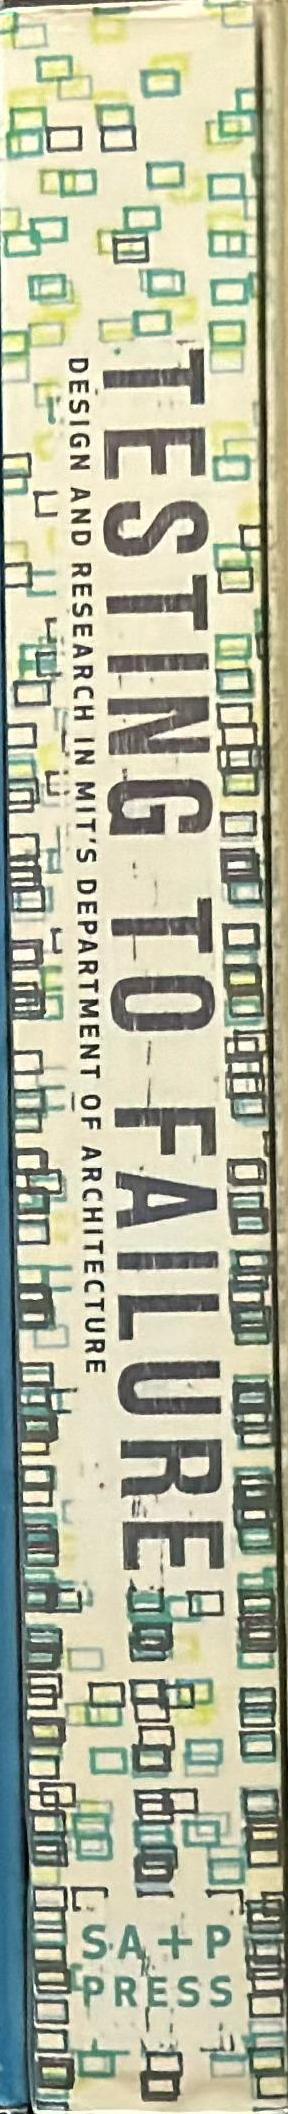 TESTING TO FAILURE
DESIGN AND RESEARCH IN MIT'S DEPARTMENT OF ARCHITECTURE
SA+P
PRESS